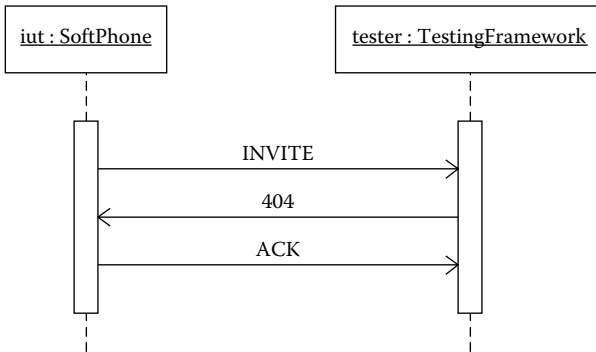 iut : SoftPhone
tester : TestingFramework
INVITE
404
ACK